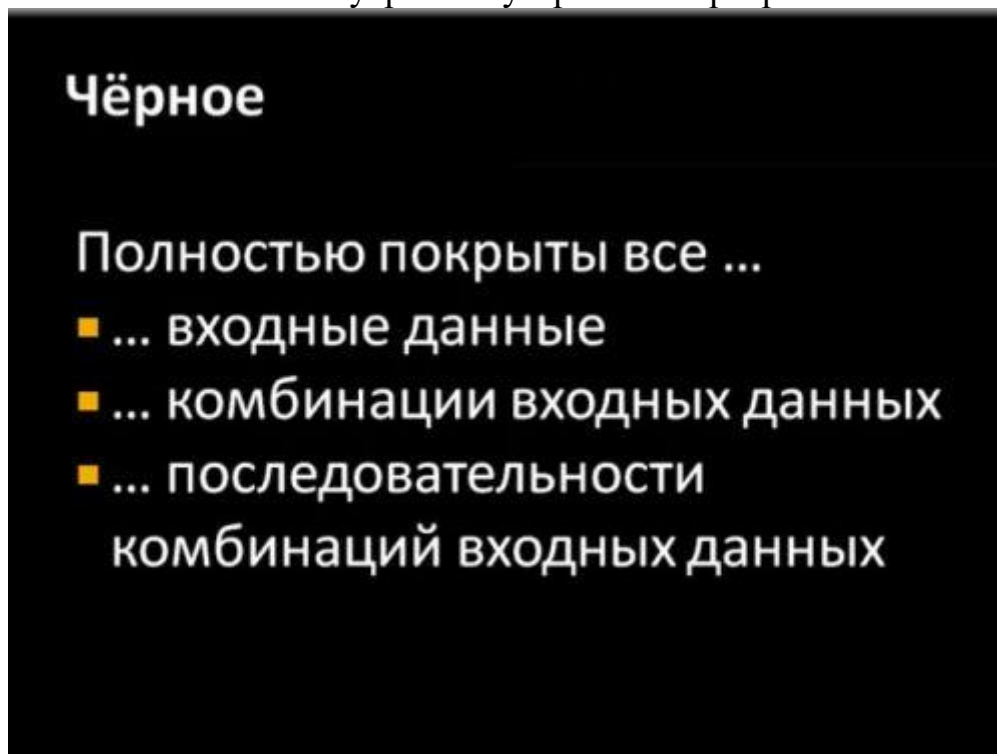 Чёрное
Полностью покрыты все ...
... входные данные
... комбинации входных данных
... последовательности
комбинаций входных данных